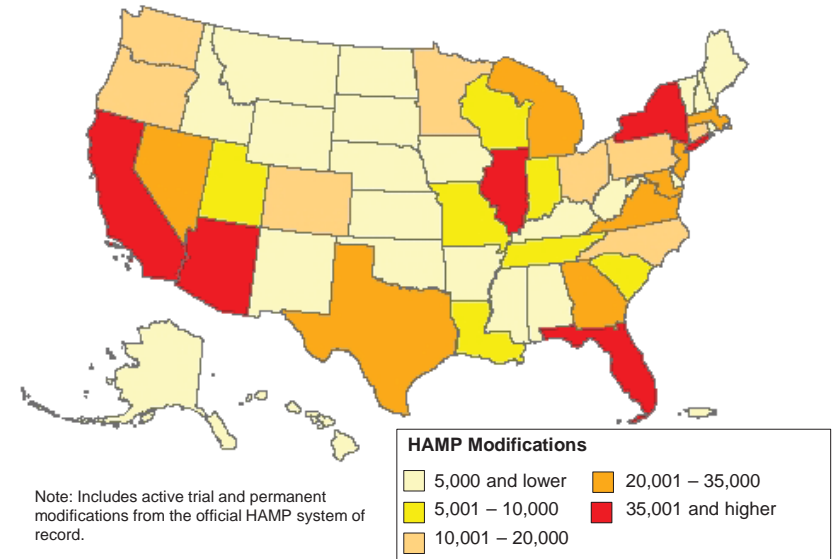 HAMP Modifications
5,000 and lower
20,001 – 35,000
5,001 – 10,000
35,001 and higher
10,001 – 20,000
Note: Includes active trial and permanent
modifications from the official HAMP system of
record.